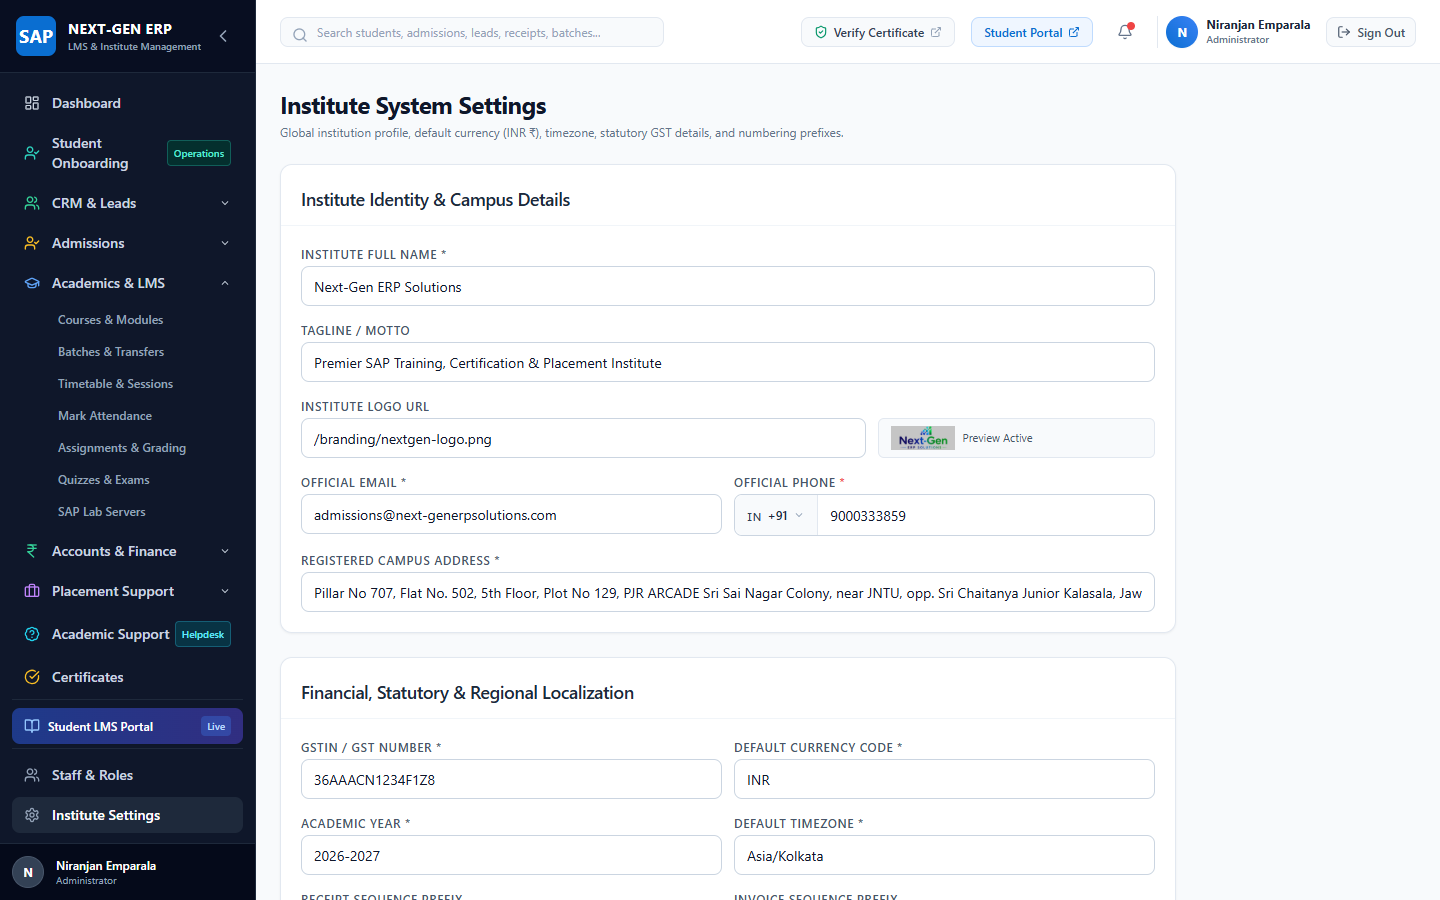 SAP
NEXT-GEN ERP
LMS & Institute Management
Search students, admissions, leads, receipts, batches...
Verify Certificate
Student Portal
N
Niranjan Emparala
Administrator
Sign Out
Dashboard
Student Onboarding
Operations
CRM & Leads
Admissions
Academics & LMS
Courses & Modules
Batches & Transfers
Timetable & Sessions
Mark Attendance
Assignments & Grading
Quizzes & Exams
SAP Lab Servers
₹ Accounts & Finance
Placement Support
Academic Support
Helpdesk
Certificates
Student LMS Portal
Live
Staff & Roles
Institute Settings
N
Niranjan Emparala
Administrator
Institute System Settings
Global institution profile, default currency (INR ₹), timezone, statutory GST details, and numbering prefixes.
Institute Identity & Campus Details
INSTITUTE FULL NAME *
Next-Gen ERP Solutions
TAGLINE / MOTTO
Premier SAP Training, Certification & Placement Institute
INSTITUTE LOGO URL
/branding/nextgen-logo.png
Next-Gen
ERP SOLUTIONS
Preview Active
OFFICIAL EMAIL *
admissions@next-generpsolutions.com
OFFICIAL PHONE *
IN +91
9000333859
REGISTERED CAMPUS ADDRESS *
Pillar No 707, Flat No. 502, 5th Floor, Plot No 129, PJR ARCADE Sri Sai Nagar Colony, near JNTU, opp. Sri Chaitanya Junior Kalasala, Jaw
Financial, Statutory & Regional Localization
GSTIN / GST NUMBER *
36AAACN1234F1Z8
DEFAULT CURRENCY CODE *
INR
ACADEMIC YEAR *
2026-2027
DEFAULT TIMEZONE *
Asia/Kolkata
RECEIPT SEQUENCE PREFIX
INVOICE SEQUENCE PREFIX